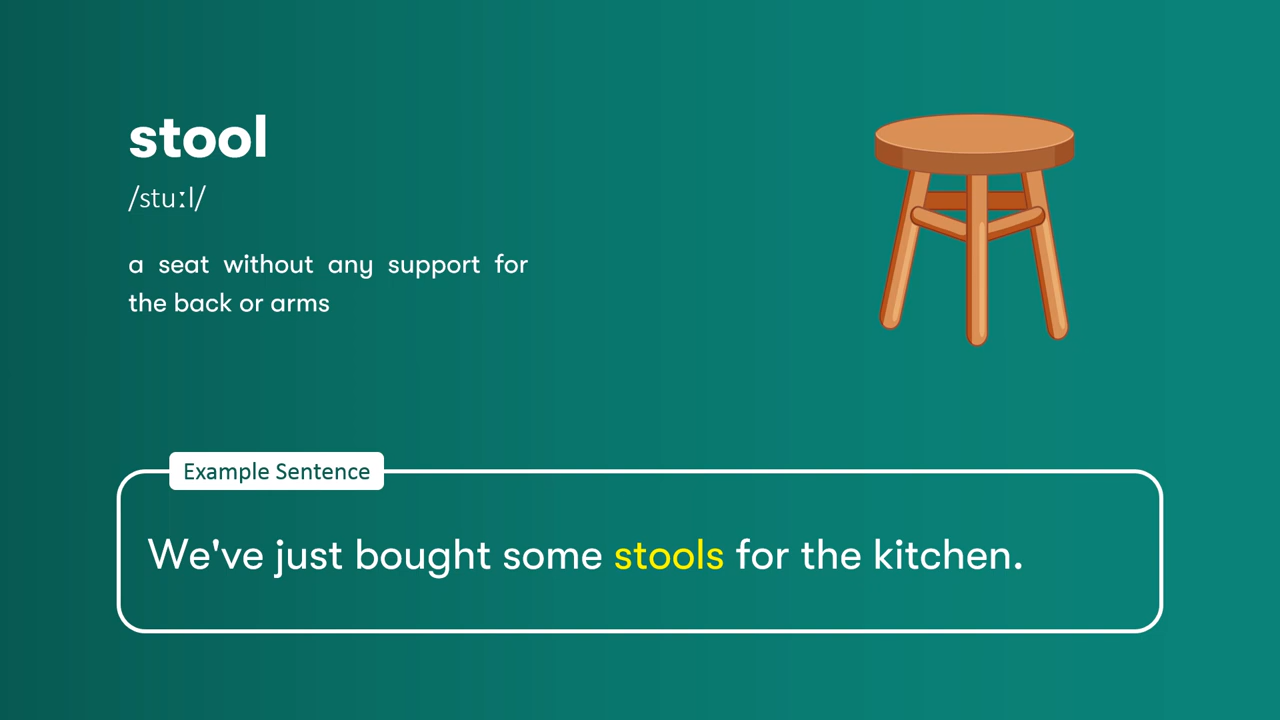 stool
/stuːl/
a seat without any support for
the back or arms
Example Sentence
We've just bought some stools for the kitchen.